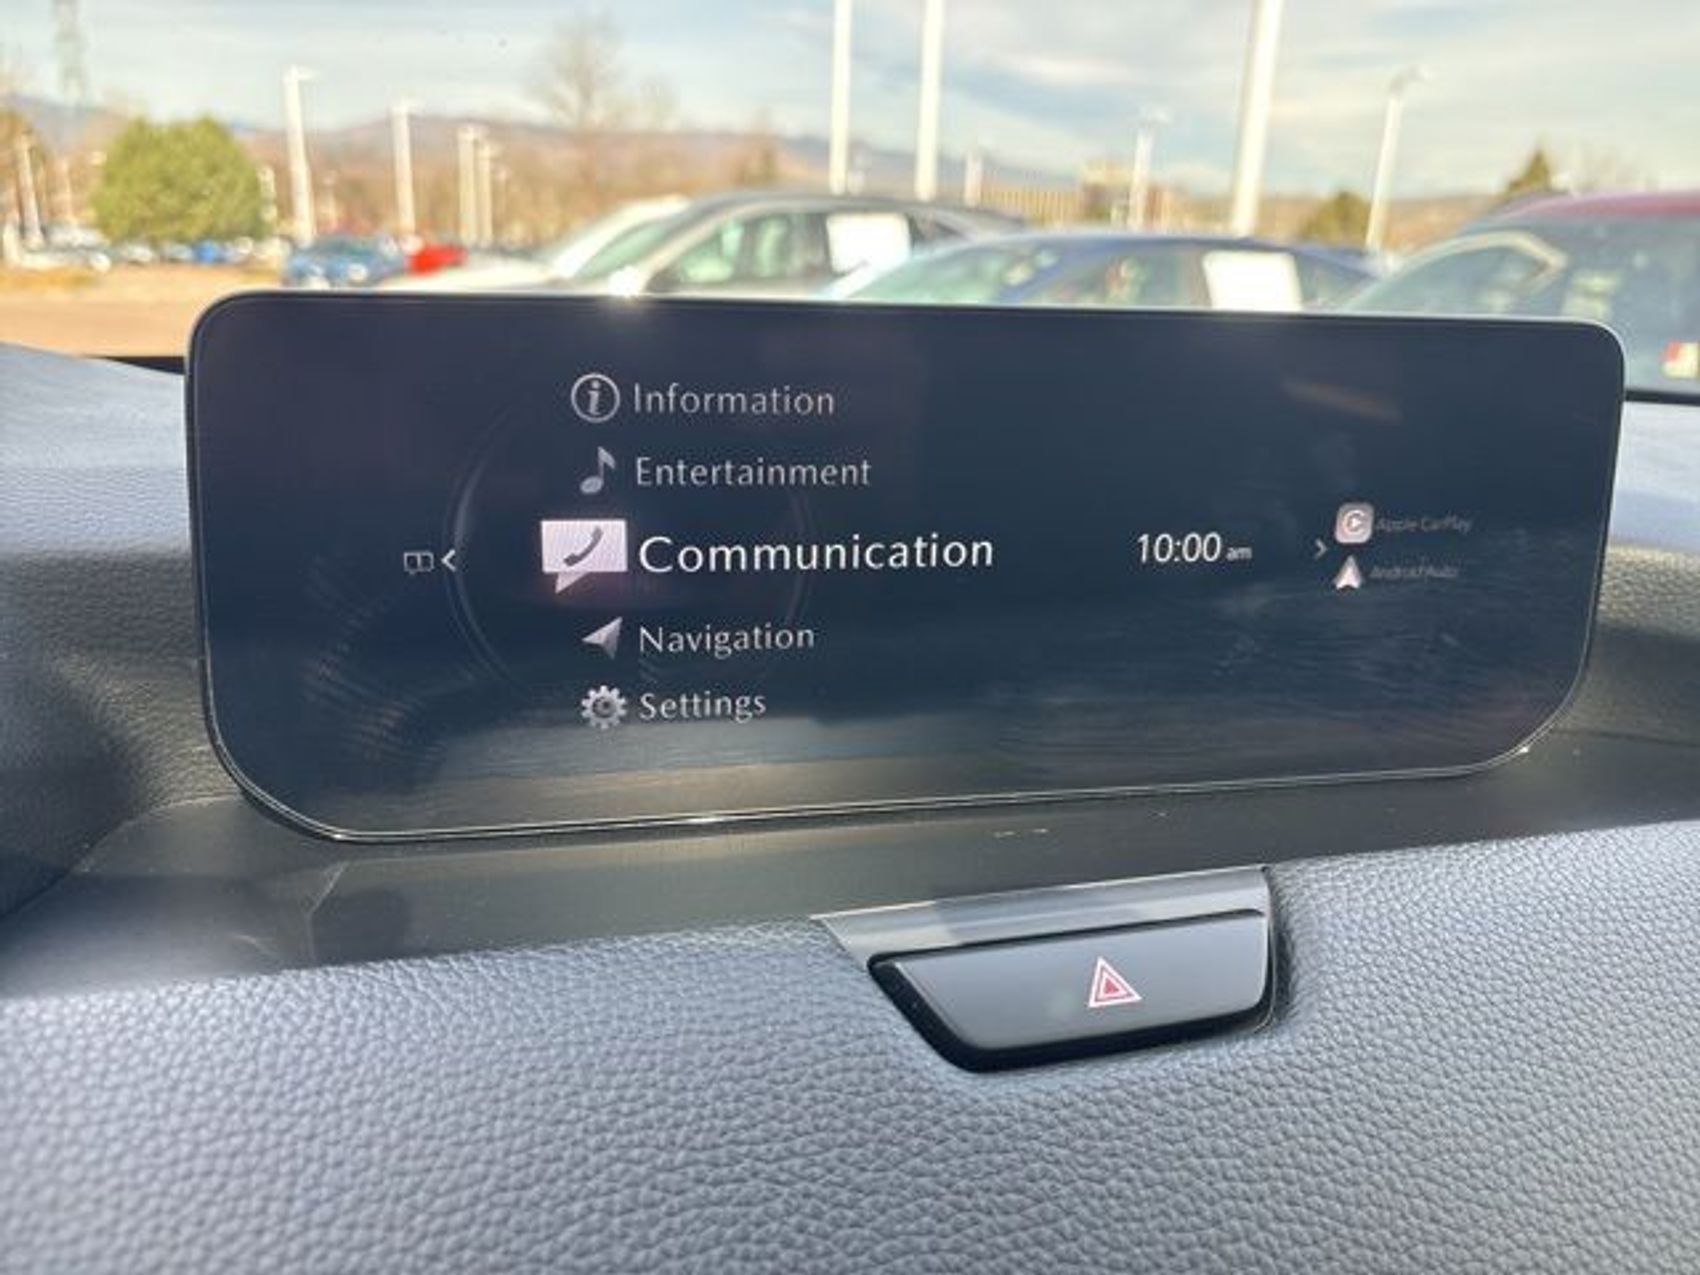 Information
Entertainment
Communication
10:00 am
Apple CarPlay
Android Auto
Navigation
Settings